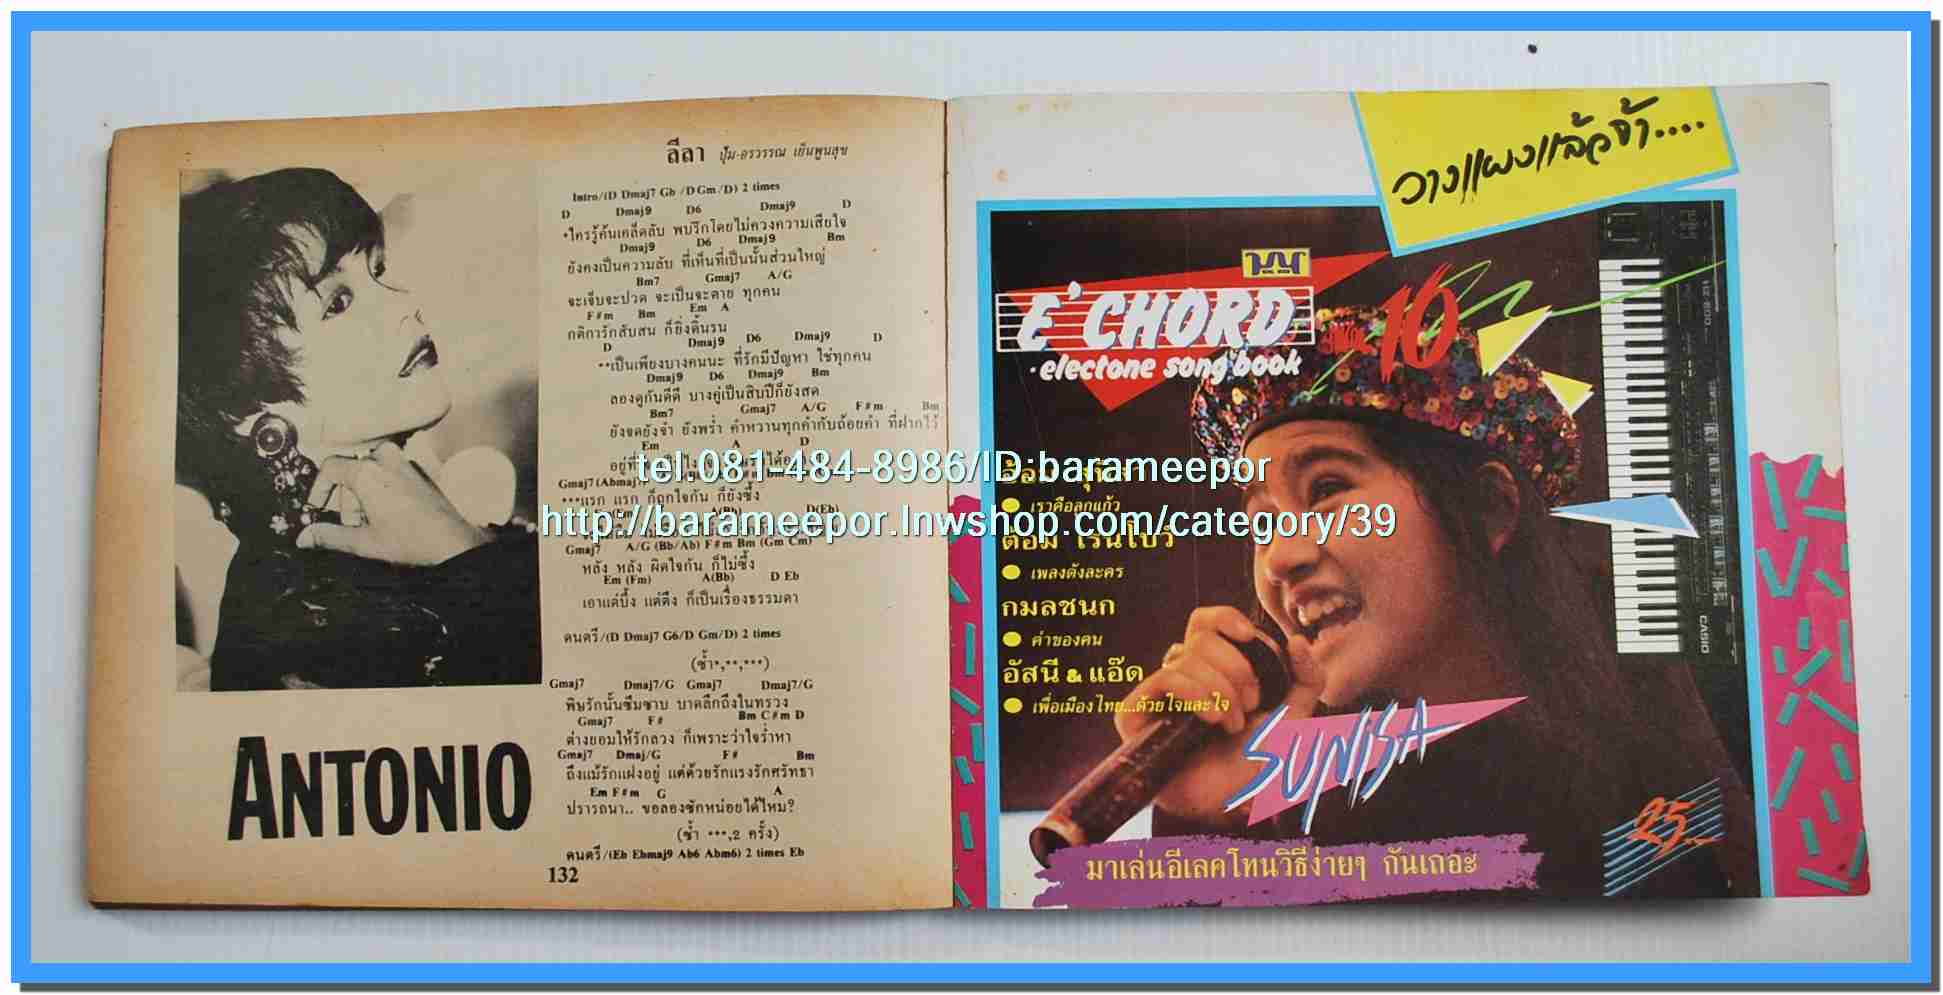 ลีลา ปุ้ม-อรวรรณ เย็นพูนสุข
Intro/(D Dmaj7 Gb /D Gm /D) 2 times
D Dmaj9 D6 Dmaj9 D
*ใครรู้ค้นเคล็ดลับ พบรักโดยไม่ควงความเสียใจ
Dmaj9 D6 Dmaj9 Bm
ยังคงเป็นความลับ ที่เห็นที่เป็นนั้นส่วนใหญ่
Bm7 Gmaj7 A/G
จะเจ็บจะปวด จะเป็นจะตาย ทุกคน
F#m Bm Em A
กติการักสับสน ก็ยิ่งดิ้นรน
D Dmaj9 D6 Dmaj9 D
**เป็นเพียงบางคนนะ ที่รักมีปัญหา ใช่ทุกคน
Dmaj9 D6 Dmaj9 Bm
ลองดูกันดีดี บางคู่เป็นสิบปีก็ยังสด
Bm7 Gmaj7 A/G F#m Bm
ยังจดยังจำ ยังพร่ำ คำหวานทุกคำกับถ้อยคำ ที่ฝากไว้
Em A D
Gmaj7 (Abmaj7)
***แรก แรก ก็ถูกใจกัน ก็ยังซึ้ง
D(Eb)
Gmaj7 A/G (Bb/Ab) F#m Bm (Gm Cm)
หลัง หลัง ผิดใจกัน ก็ไม่ซึ้ง
Em (Fm) A(Bb) D Eb
เอาแต่บึ้ง แต่ตึง ก็เป็นเรื่องธรรมดา
ดนตรี/(D Dmaj7 G6/D Gm/D) 2 times
(ซ้ำ*,**,***)
Gmaj7 Dmaj7/G Gmaj7 Dmaj7/G
พิษรักนั้นซึมซาบ บาดลึกถึงในทรวง
Gmaj7 F# Bm C#m D
ต่างยอมให้รักลวง ก็เพราะว่าใจร่ำหา
Gmaj7 Dmaj/G F# Bm
ถึงแม้รักแฝงอยู่ แต่ด้วยรักแรงรักศรัทธา
Em F#m G A
ปรารถนา.. ขอลองซักหน่อยได้ไหม?
(ซ้ำ ***,2 ครั้ง)
ดนตรี/(Eb Ebmaj9 Ab6 Abm6) 2 times Eb
132
ANTONIO
วางแผงแล้วจ้า....
E'CHORD
NO. 10
electone song book
เราคือลูกแก้ว
ต้อม เรนโบว์
เพลงดังละคร
กมลชนก
คำของคน
อัสนี & แอ๊ด
เพื่อเมืองไทย...ด้วยใจและใจ
SUNISA
CASIO
25.-
มาเล่นอีเลคโทนวิธีง่ายๆ กันเถอะ
tel.081-484-8986/ID:barameepor
http://barameepor.lnwshop.com/category/39